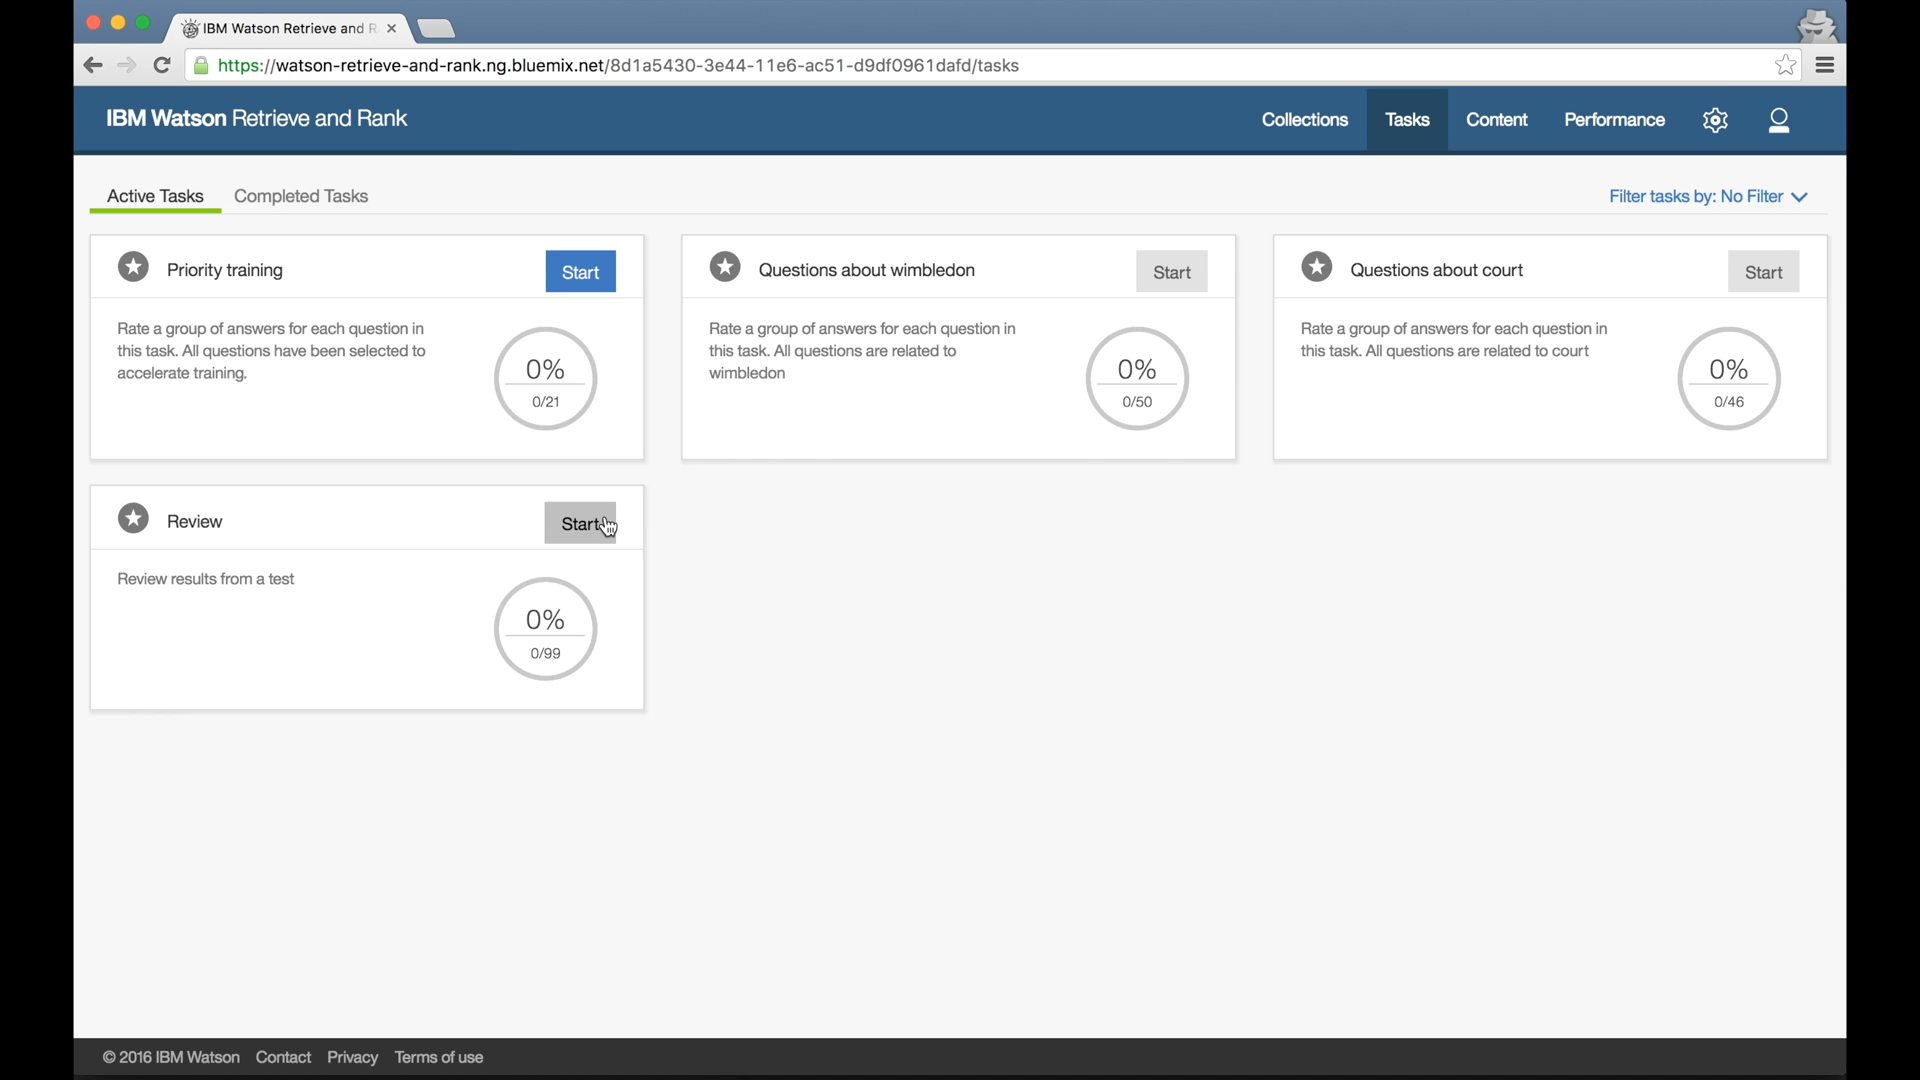 IBM Watson Retrieve and R
https://watson-retrieve-and-rank.ng.bluemix.net/8d1a5430-3e44-11e6-ac51-d9df0961dafd/tasks
IBM Watson Retrieve and Rank
Collections
Tasks
Content
Performance
Active Tasks
Completed Tasks
Filter tasks by: No Filter
Priority training
Start
Rate a group of answers for each question in
this task. All questions have been selected to
accelerate training.
0%
0/21
Questions about wimbledon
Start
Rate a group of answers for each question in
this task. All questions are related to
wimbledon
0%
0/50
Questions about court
Start
Rate a group of answers for each question in
this task. All questions are related to court
0%
0/46
Review
Start
Review results from a test
0%
0/99
© 2016 IBM Watson
Contact
Privacy
Terms of use